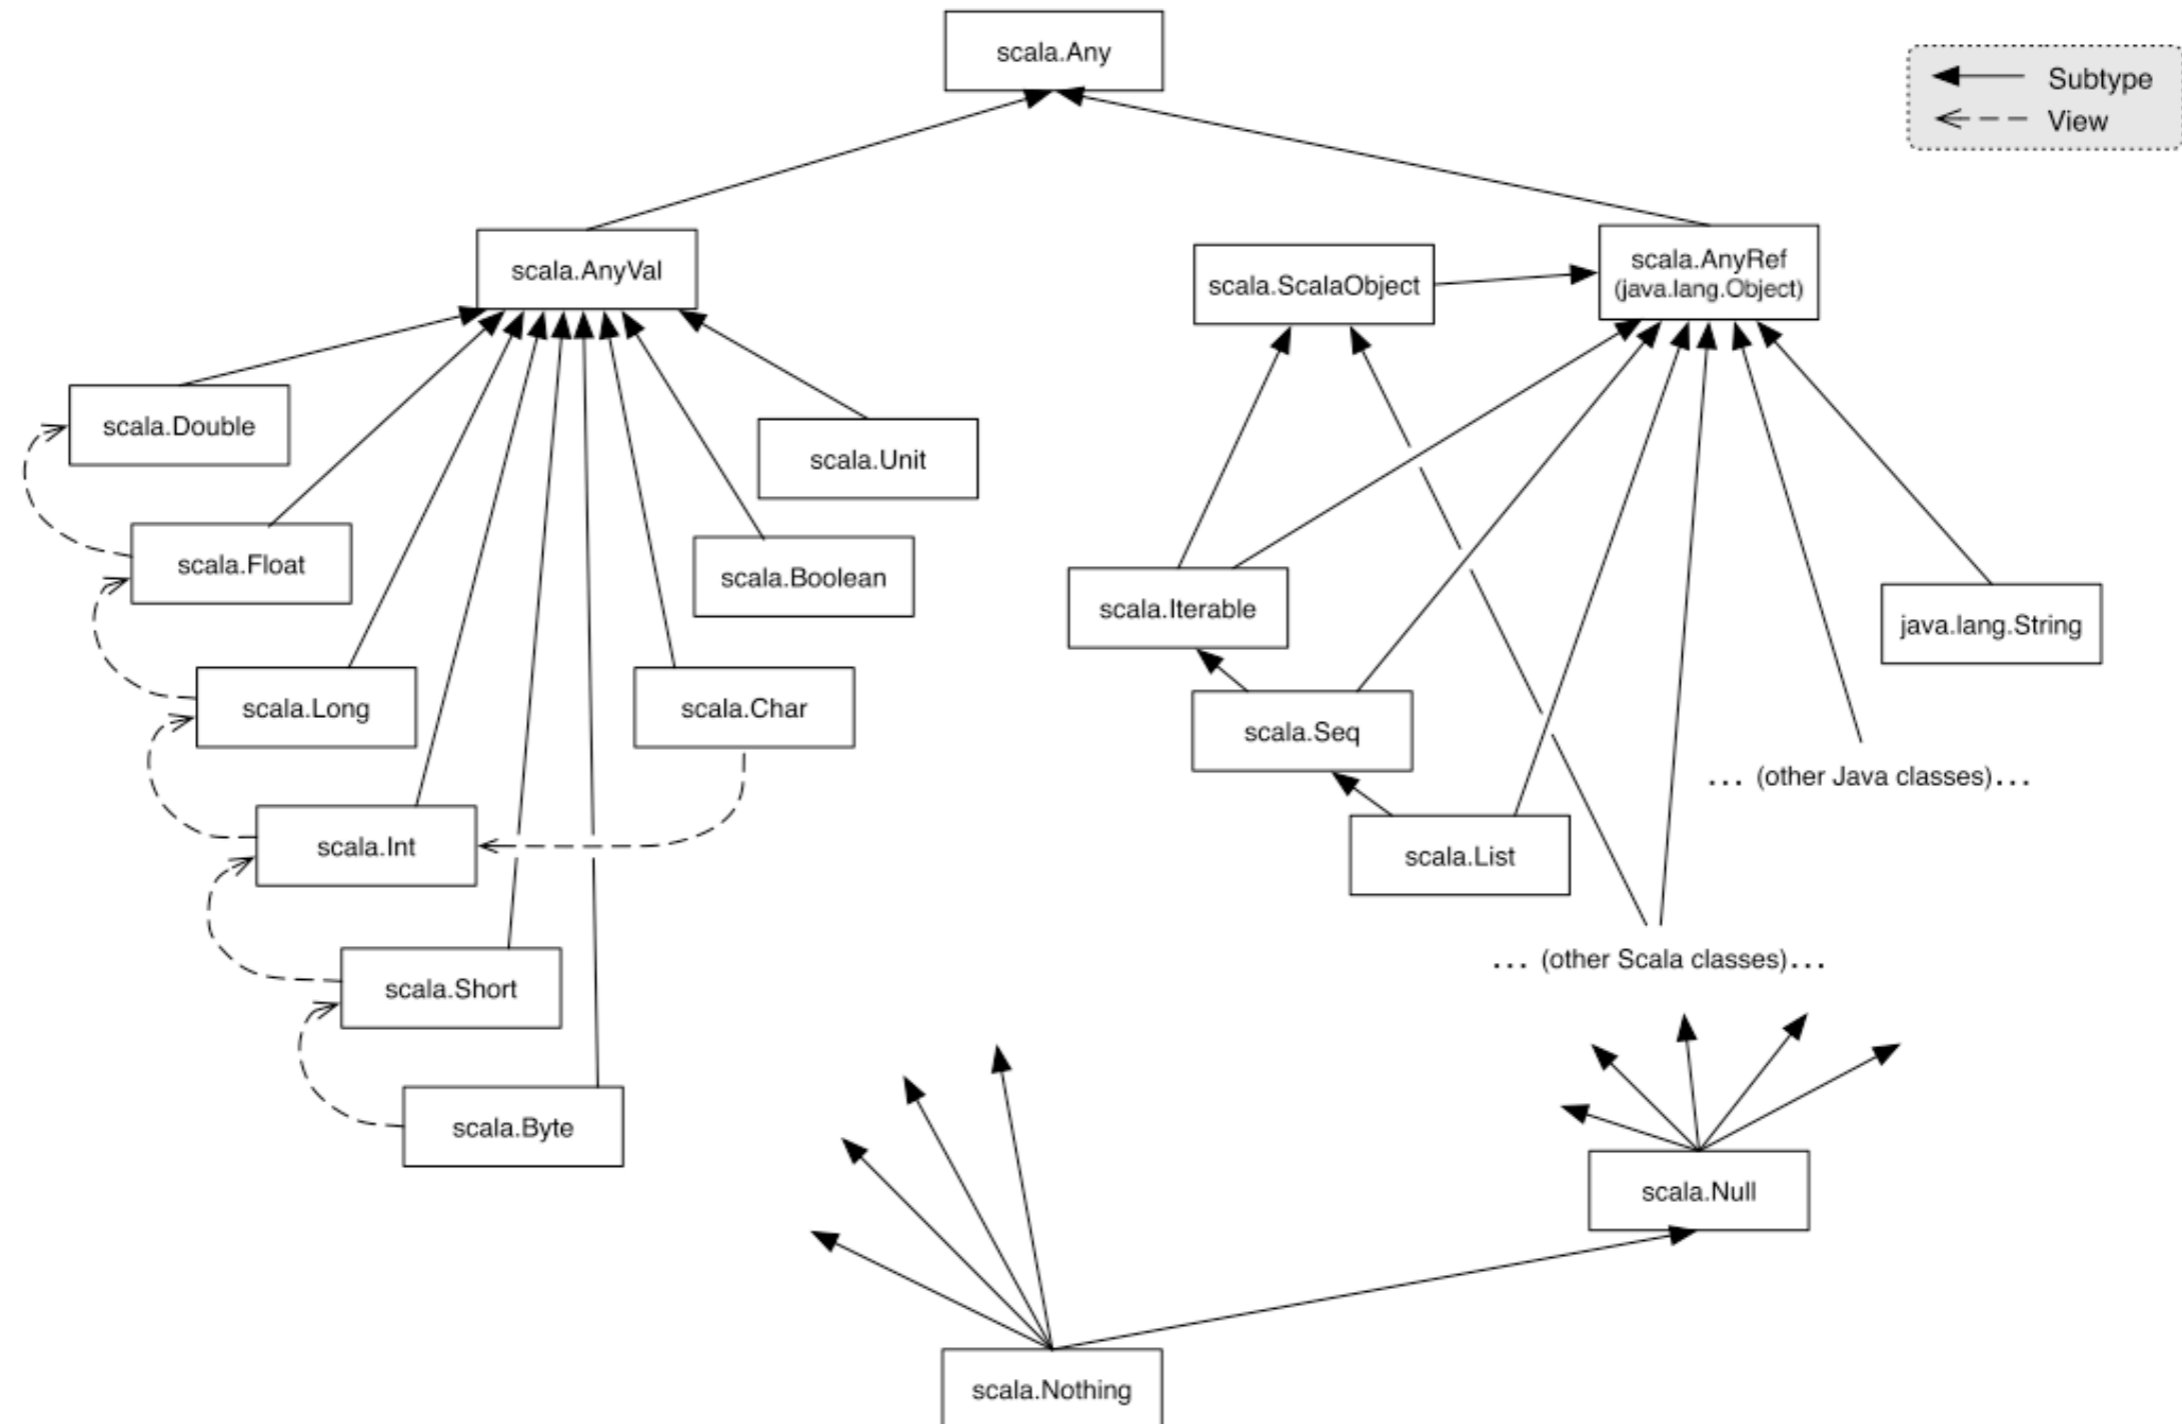 scala.Any
Subtype
View
scala.AnyVal
scala.ScalaObject
scala.AnyRef
(java.lang.Object)
scala.Double
scala.Unit
scala.Float
scala.Boolean
scala.Iterable
java.lang.String
scala.Long
scala.Char
scala.Seq
... (other Java classes)...
scala.Int
scala.List
... (other Scala classes)...
scala.Short
scala.Byte
scala.Null
scala.Nothing